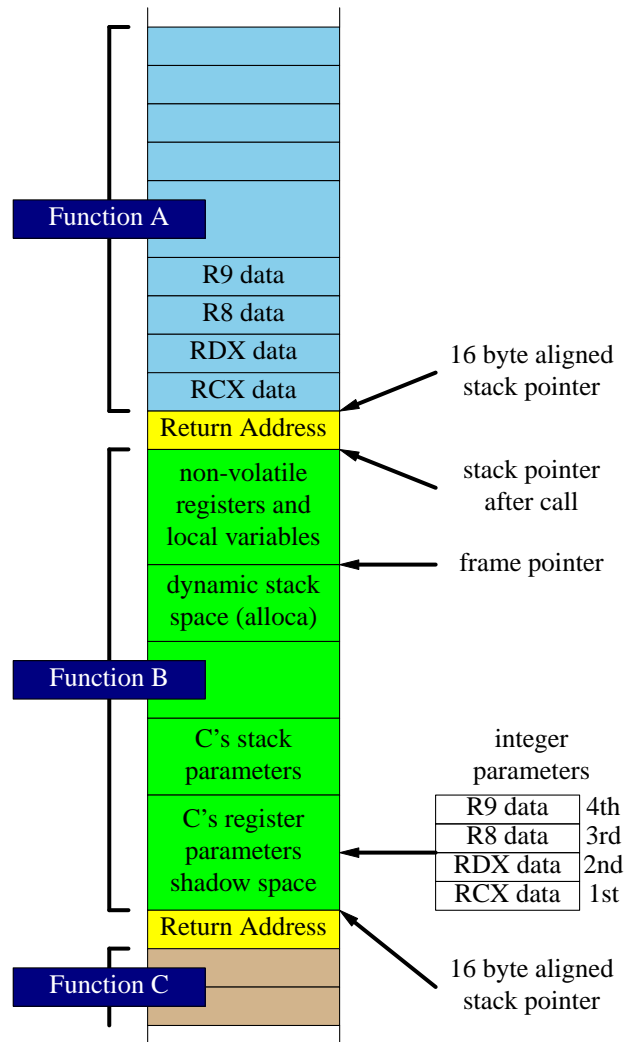 Function A
R9 data
R8 data
RDX data
RCX data
16 byte aligned
stack pointer
Return Address
non-volatile
registers and
local variables
stack pointer
after call
frame pointer
dynamic stack
space (alloca)
Function B
C's stack
parameters
integer
parameters
C's register
parameters
shadow space
R9 data 4th
R8 data 3rd
RDX data 2nd
RCX data 1st
Return Address
16 byte aligned
stack pointer
Function C